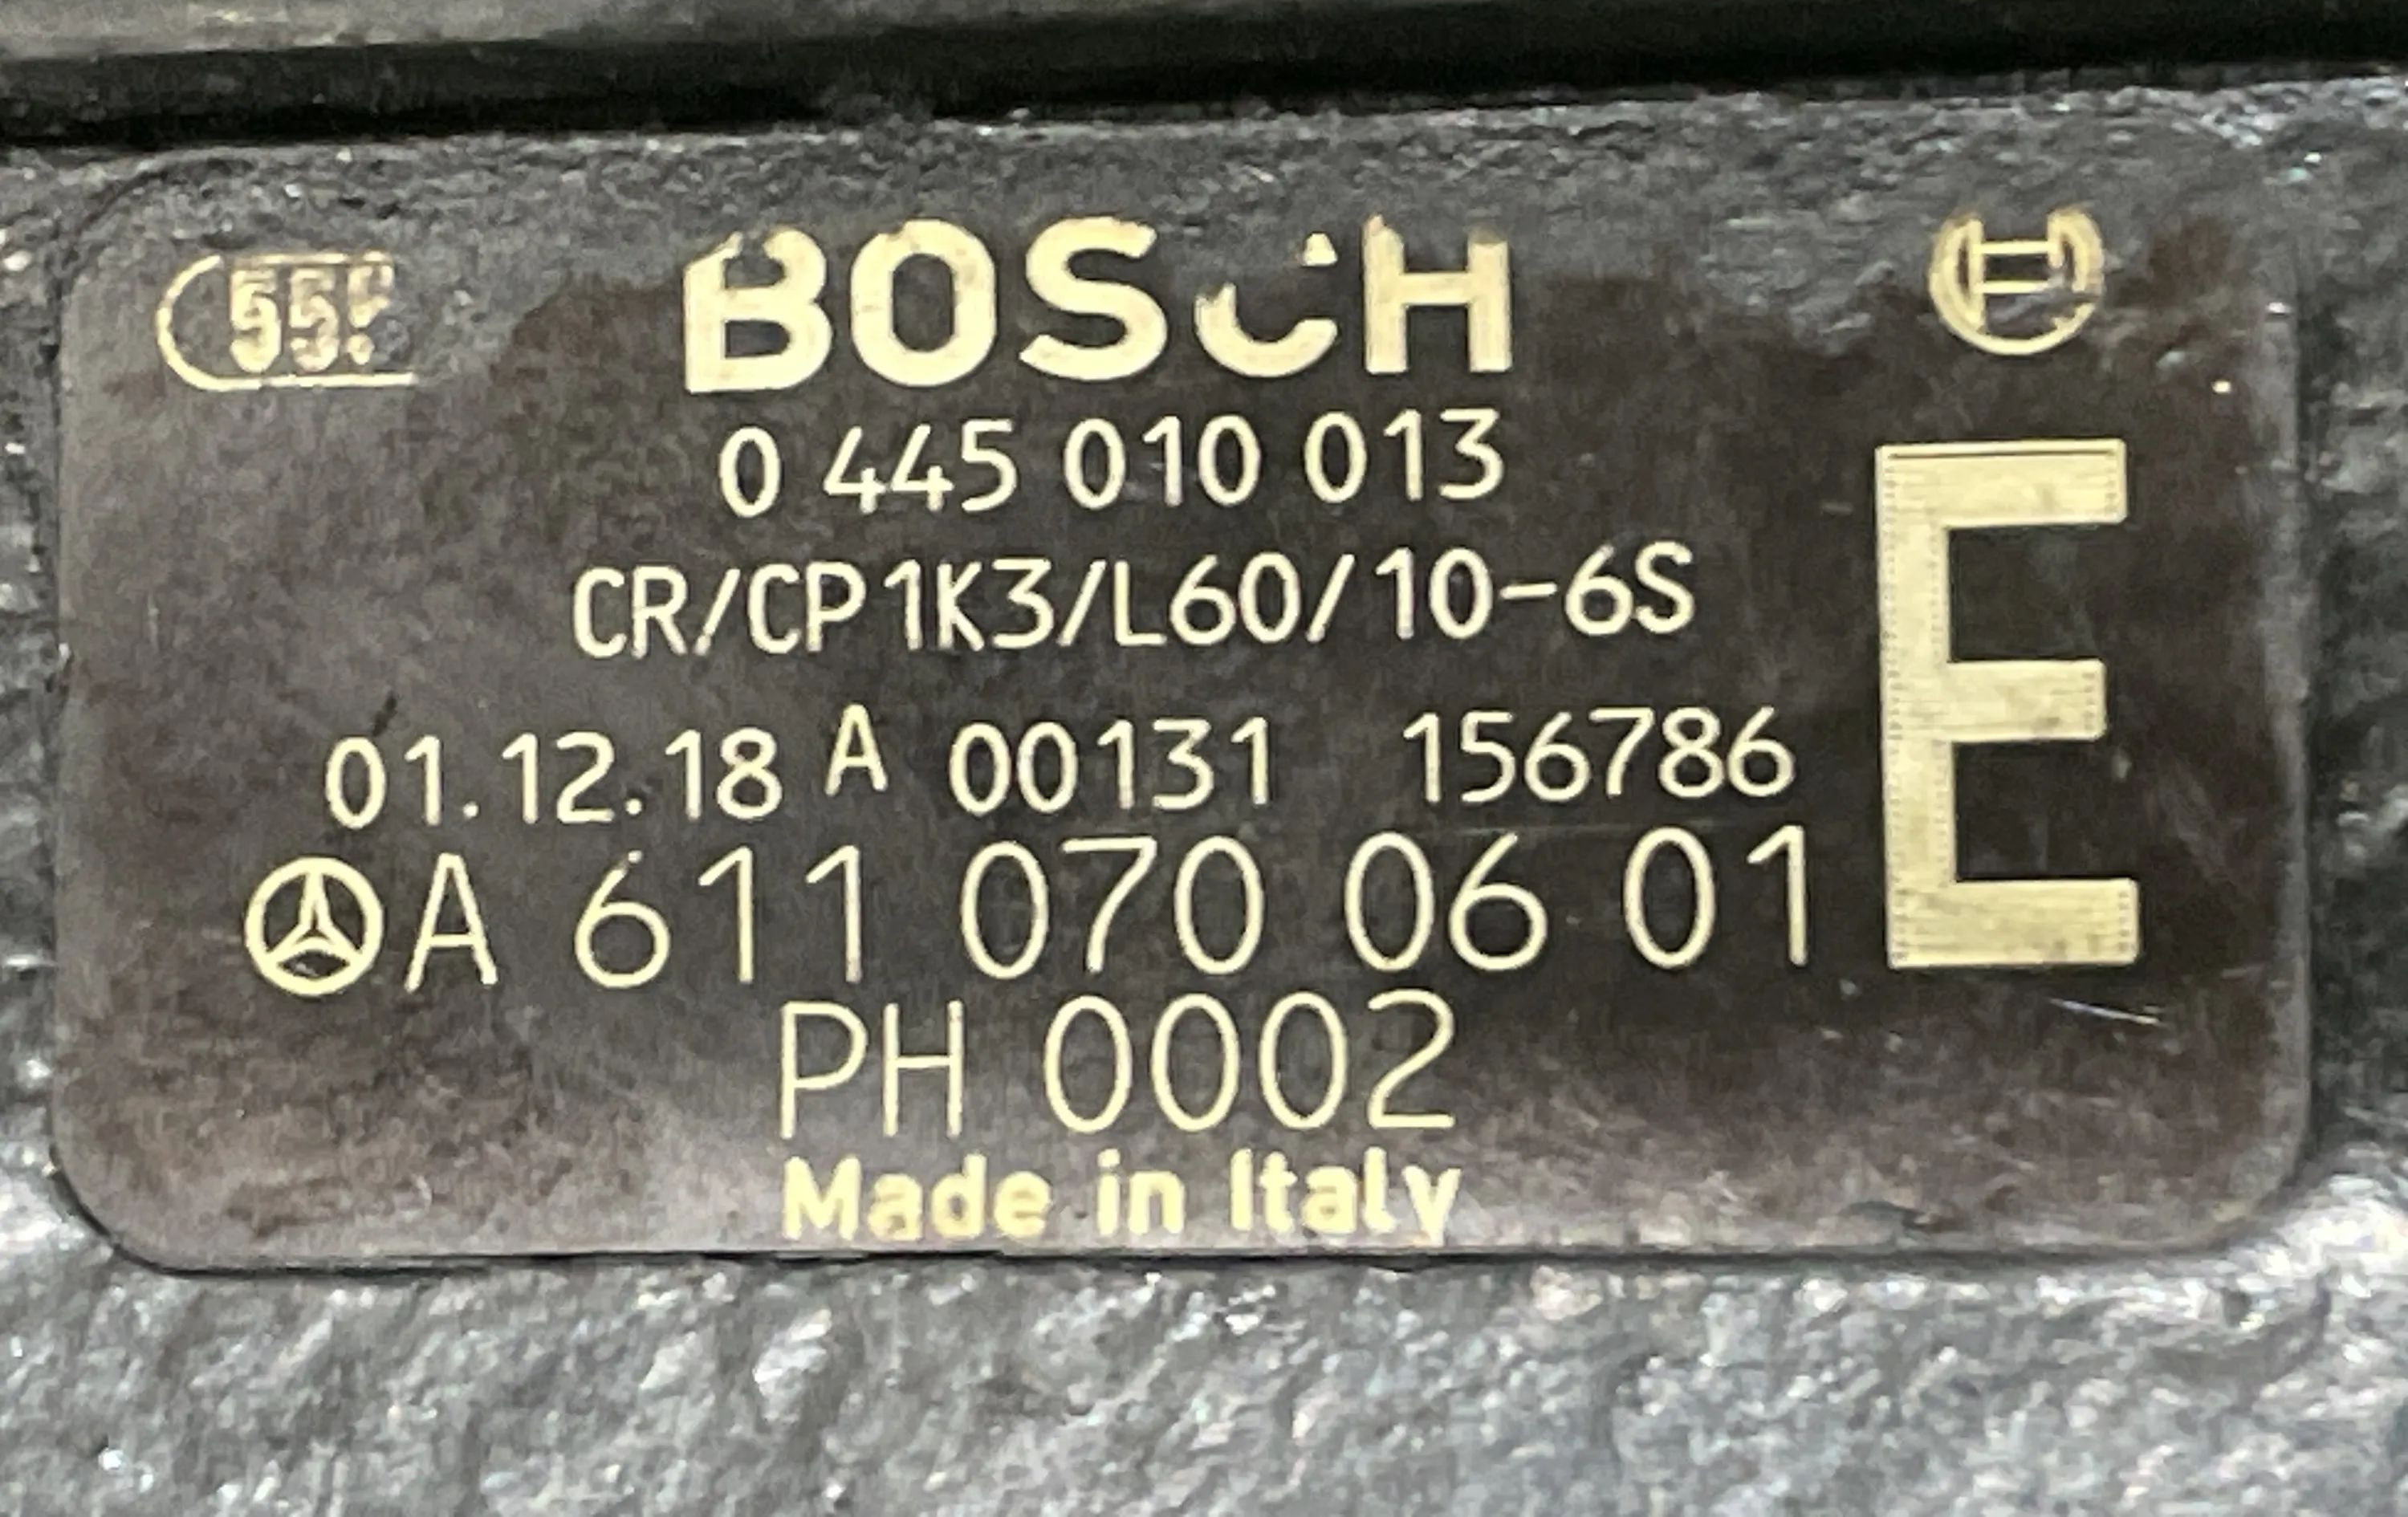 BOSCH
0 445 010 013
CR/CP1K3/L60/10-6S
E
01.12.18 A 00131 156786
A 611 070 06 01
PH 0002
Made in Italy